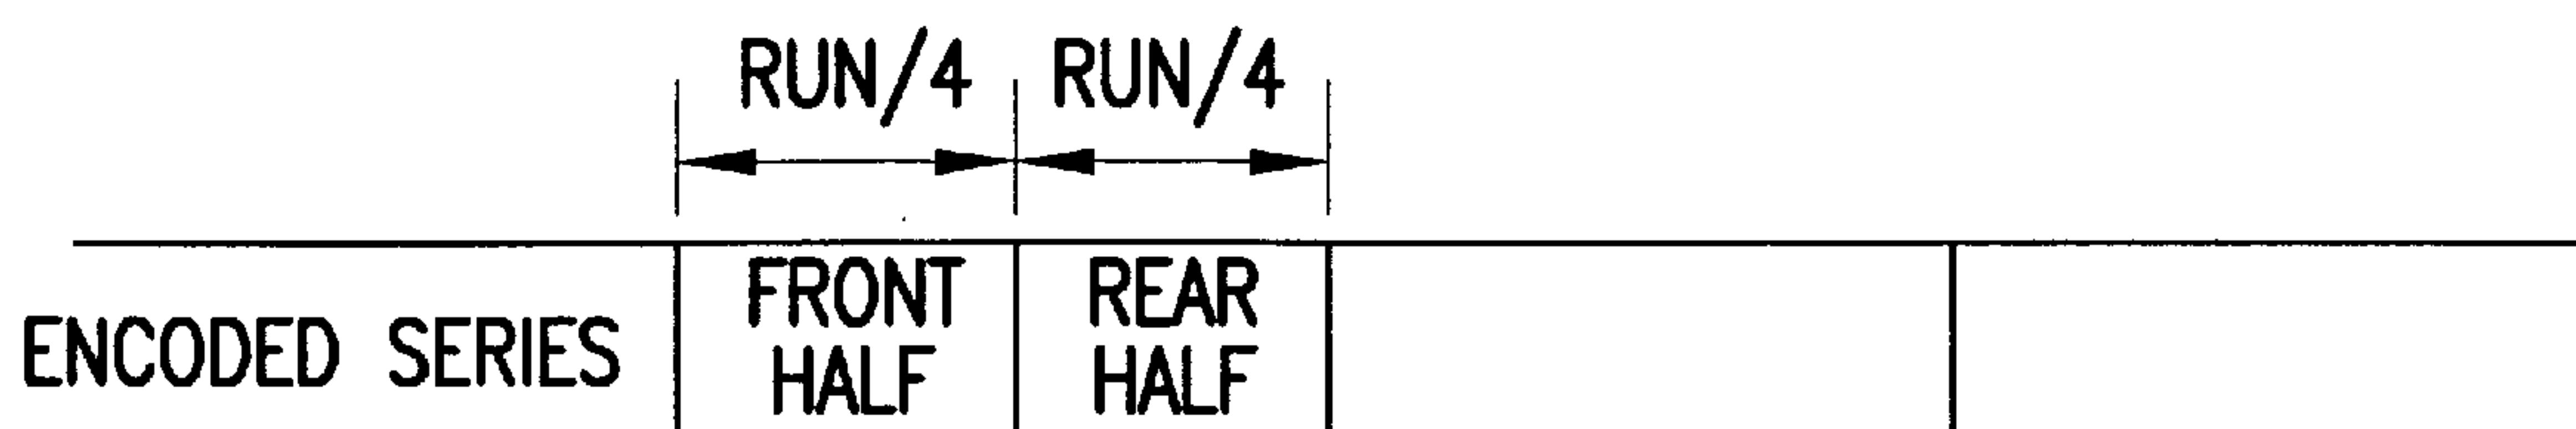 RUN/4 RUN/4
FRONT REAR
ENCODED SERIES
HALF HALF